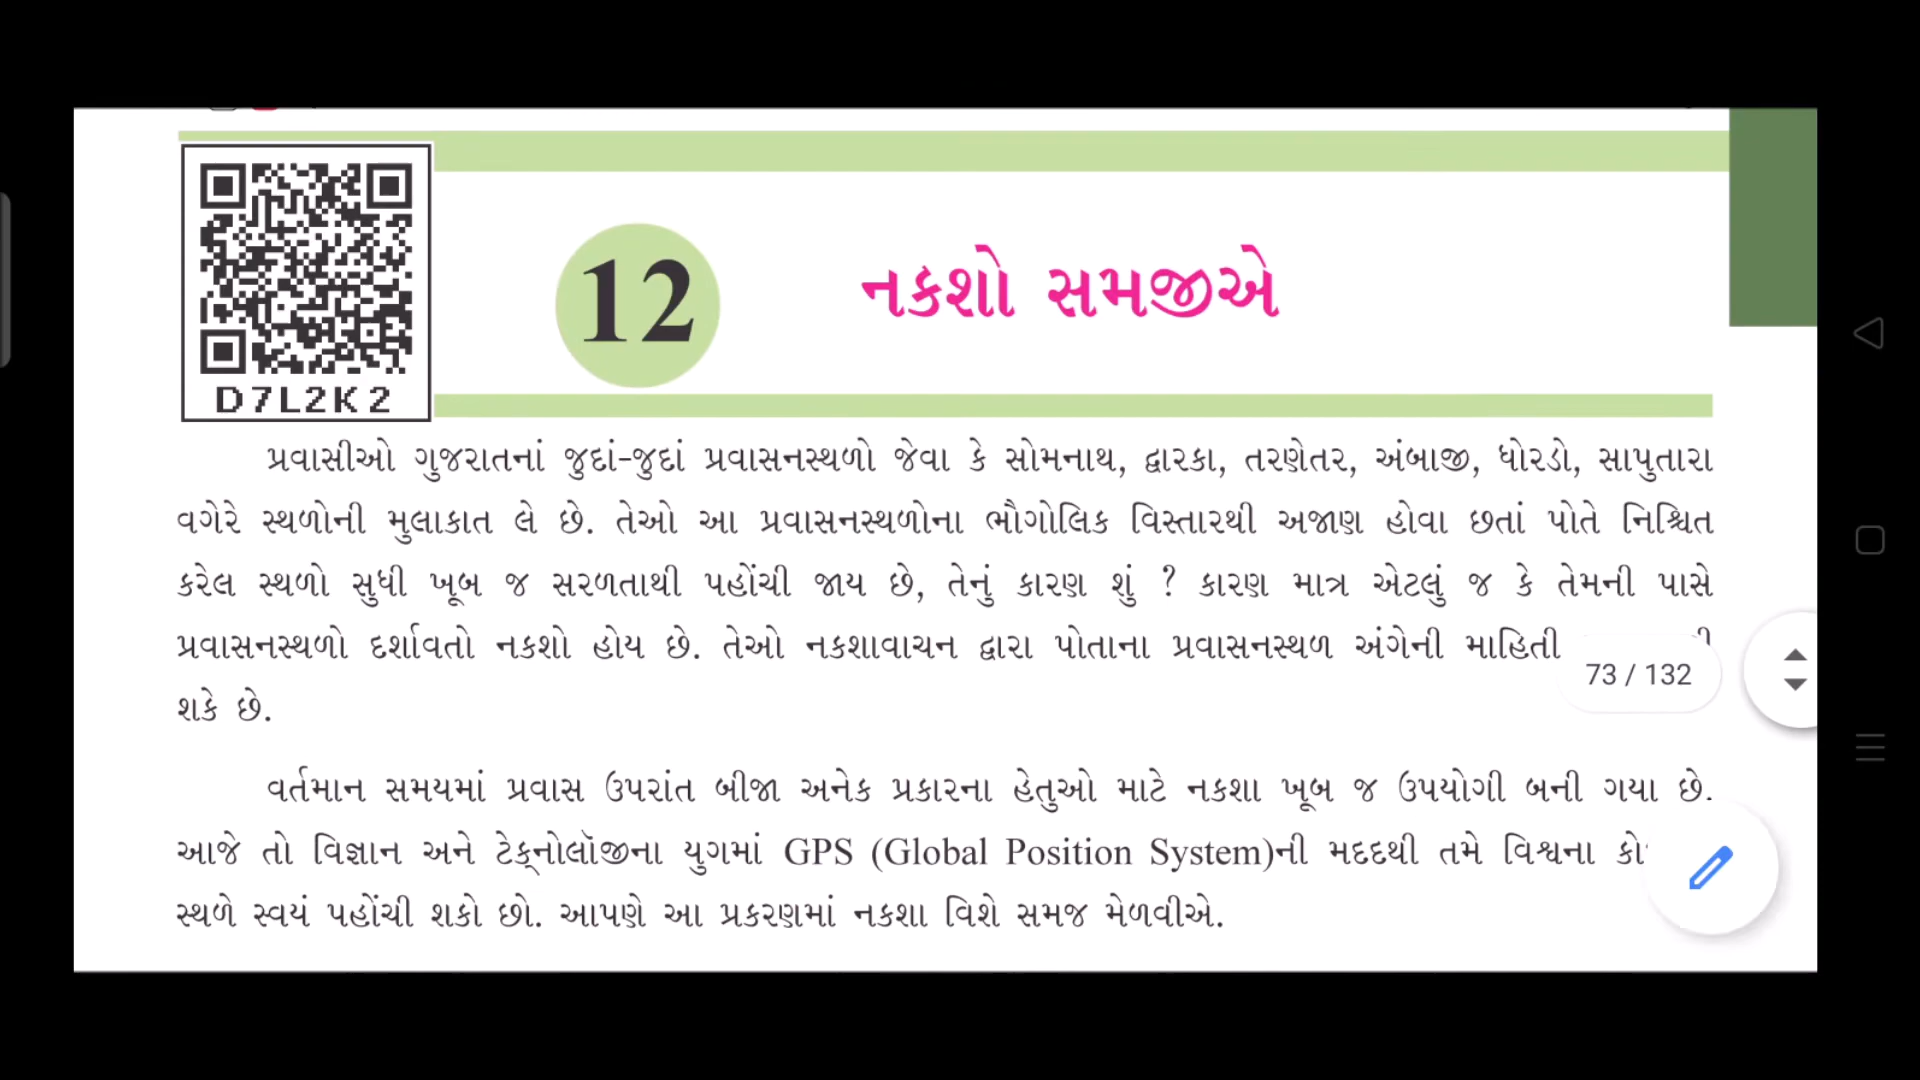 D7L2K2
12
નકશો સમજીએ
પ્રવાસીઓ ગુજરાતનાં જુદાં-જુદાં પ્રવાસનસ્થળો જેવા કે સોમનાથ, દ્વારકા, તરણેતર, અંબાજી, ધોરડો, સાપુતારા
વગેરે સ્થળોની મુલાકાત લે છે. તેઓ આ પ્રવાસનસ્થળોના ભૌગોલિક વિસ્તારથી અજાણ હોવા છતાં પોતે નિશ્ચિત
કરેલ સ્થળો સુધી ખૂબ જ સરળતાથી પહોંચી જાય છે, તેનું કારણ શું ? કારણ માત્ર એટલું જ કે તેમની પાસે
પ્રવાસનસ્થળો દર્શાવતો નકશો હોય છે. તેઓ નકશાવાચન દ્વારા પોતાના પ્રવાસનસ્થળ અંગેની માહિતી
73 / 132
શકે છે.
વર્તમાન સમયમાં પ્રવાસ ઉપરાંત બીજા અનેક પ્રકારના હેતુઓ માટે નકશા ખૂબ જ ઉપયોગી બની ગયા છે.
આજે તો વિજ્ઞાન અને ટેક્નોલૉજીના યુગમાં GPS (Global Position System)ની મદદથી તમે વિશ્વના
સ્થળે સ્વયં પહોંચી શકો છો. આપણે આ પ્રકરણમાં નકશા વિશે સમજ મેળવીએ.